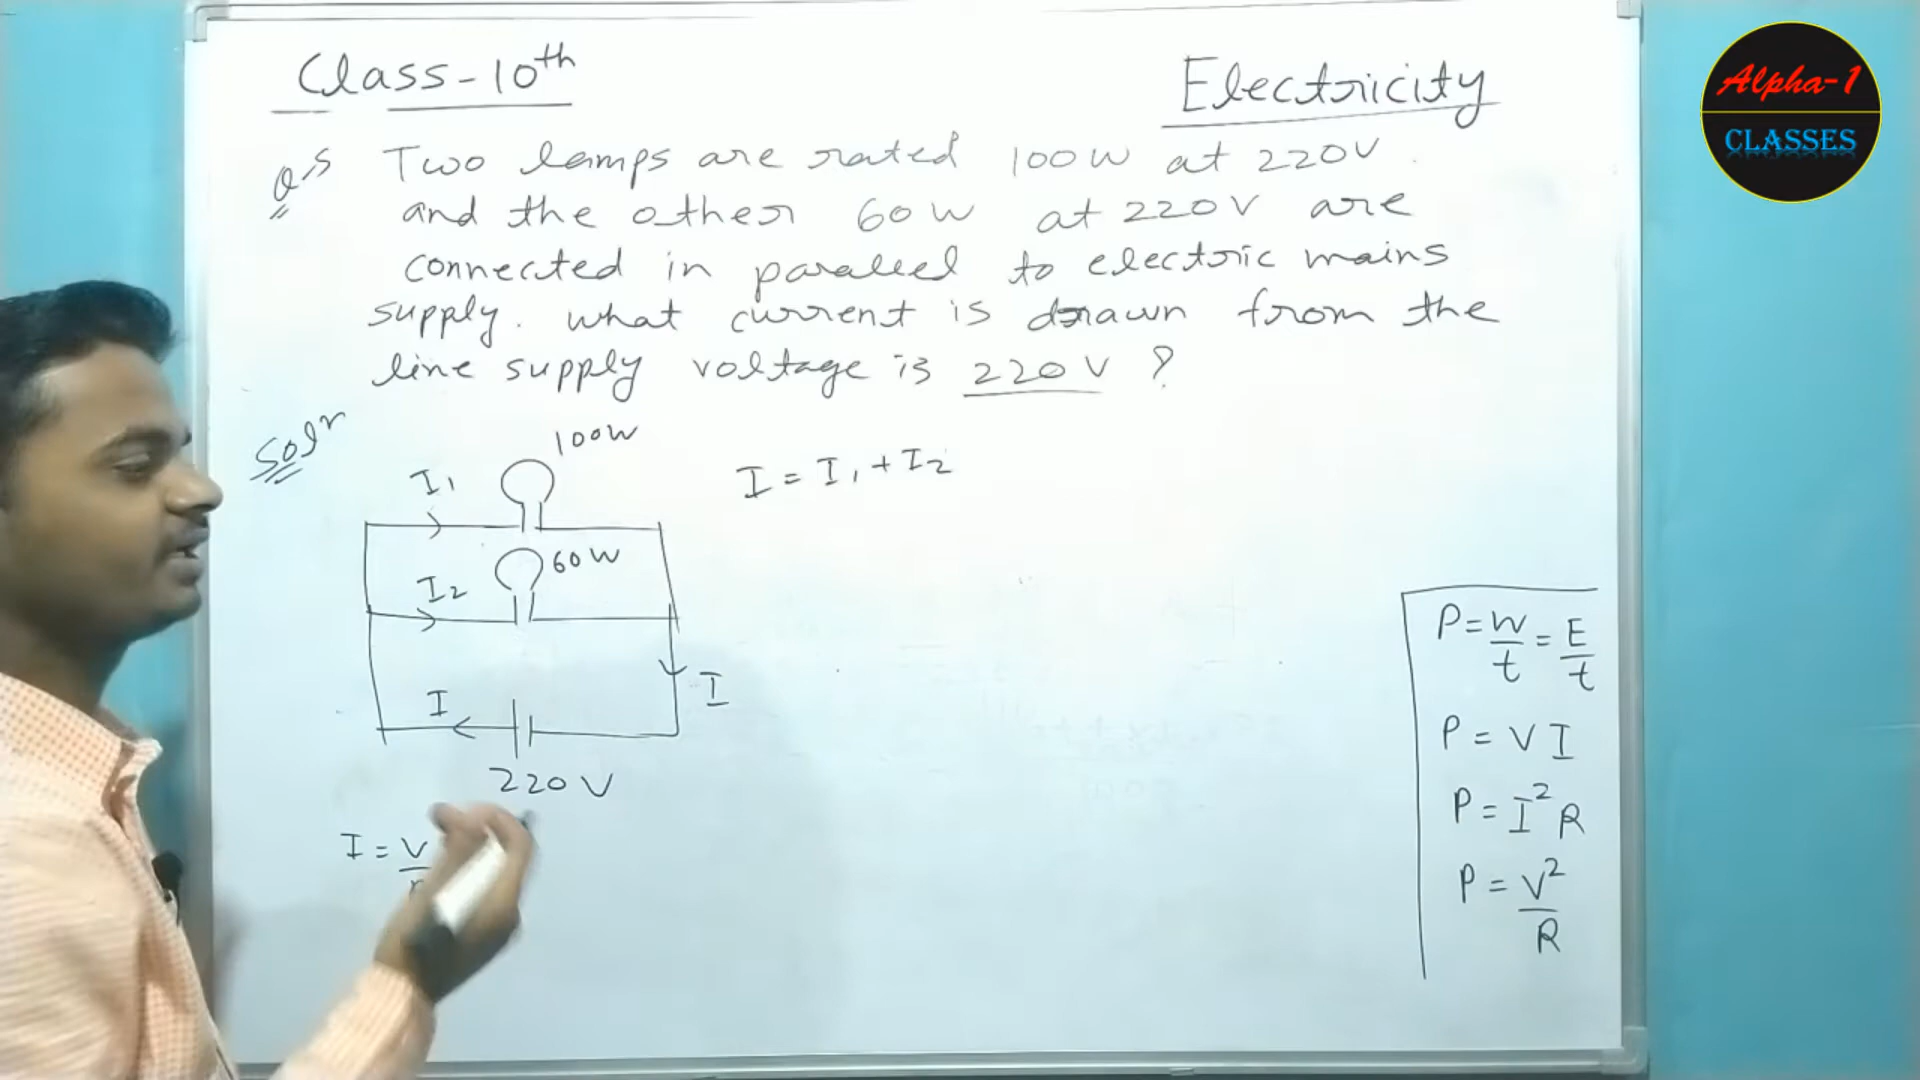 Class-10th
Electricity
Alpha-1
CLASSES
Q-5 Two lamps are rated 100W at 220V
and the other 60W at 220V are
connected in parallel to electric mains
supply. what current is drawn from the
line supply voltage is 220V ?
Soln
100W
I1
I = I1 + I2
60W
I2
I
I
220V
I = V
P = W/t = E/t
P = VI
P = I²R
P = V²/R